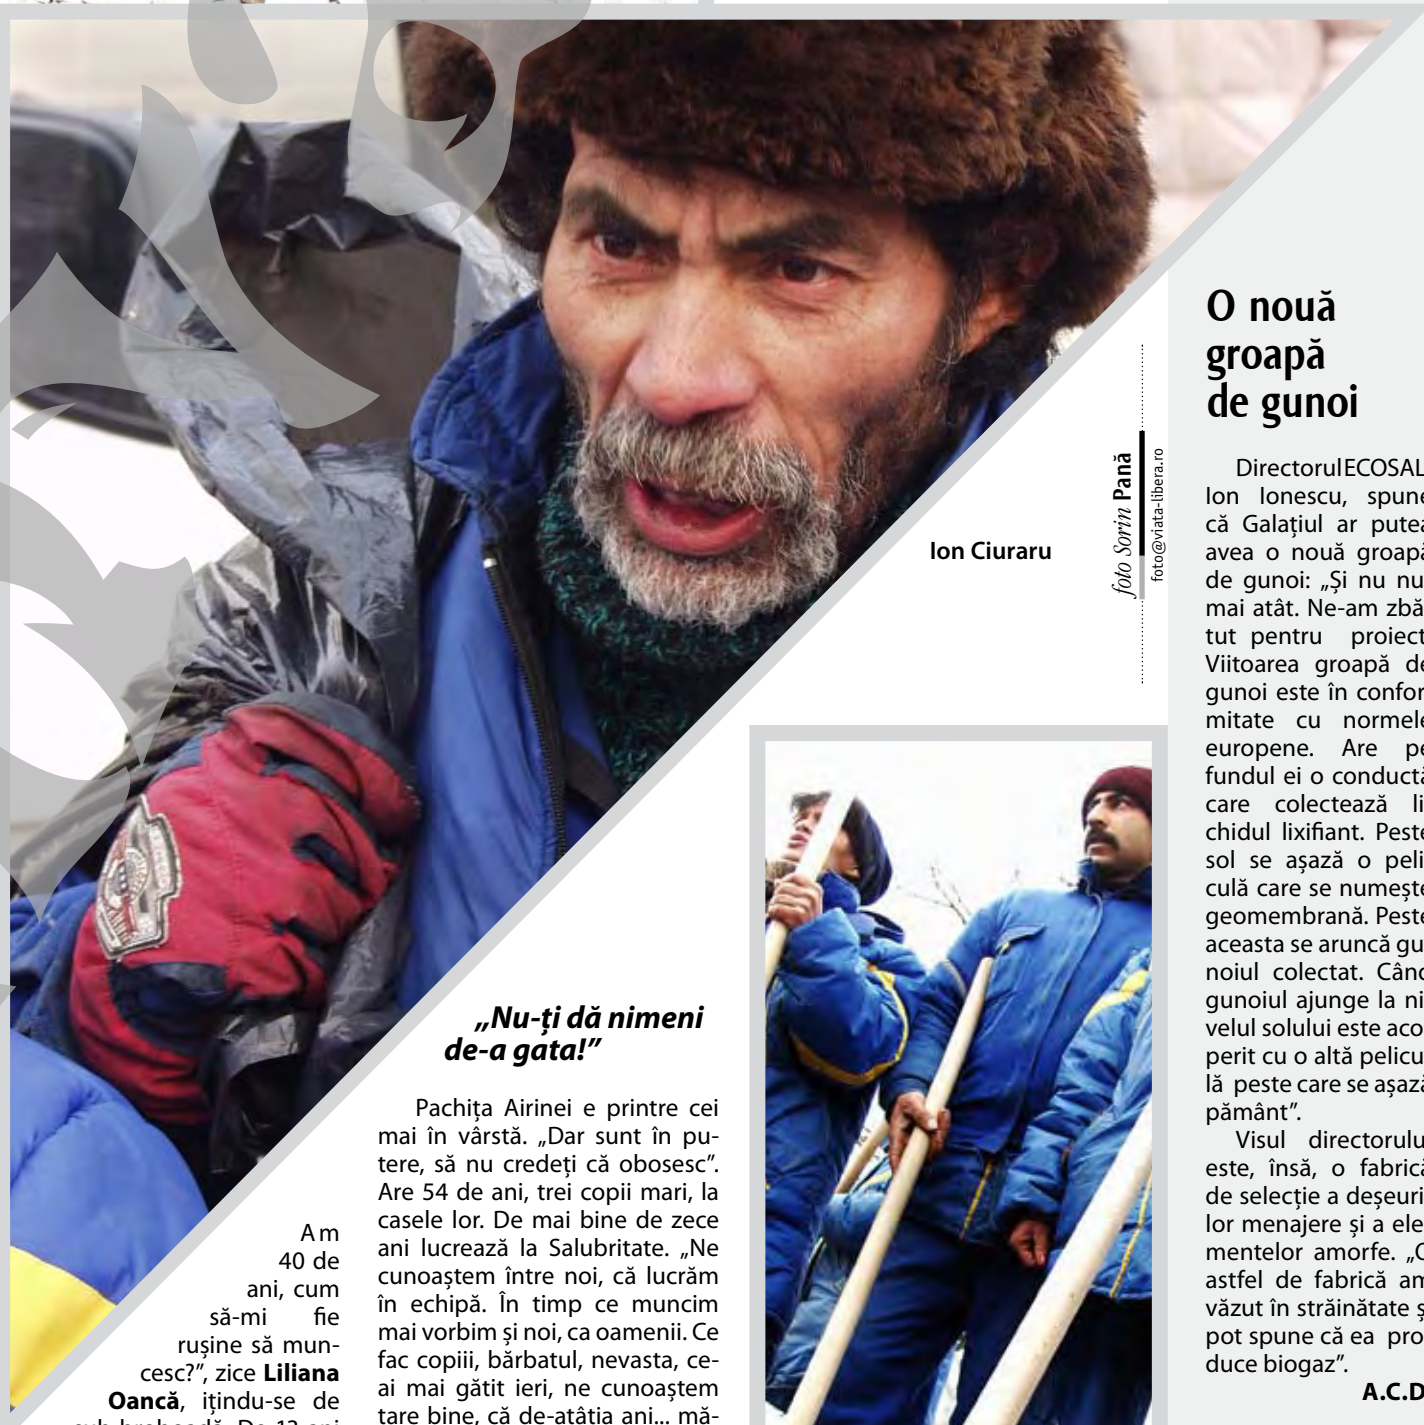 Ion Ciuraru
foto Sorin Pană
foto@viata-libera.ro
Am
40 de
ani, cum
să-mi fie
rușine să mun-
cesc?”, zice Liliana
Oancă, ițindu-se de
„Nu-ți dă nimeni
de-a gata!”
Pachița Airinei e printre cei
mai în vârstă. „Dar sunt în pu-
tere, să nu credeți că obosesc”.
Are 54 de ani, trei copii mari, la
casele lor. De mai bine de zece
ani lucrează la Salubritate. „Ne
cunoaștem între noi, că lucrăm
în echipă. În timp ce muncim
mai vorbim și noi, ca oamenii. Ce
fac copiii, bărbatul, nevasta, ce-
ai mai gătit ieri, ne cunoaștem
tare bine, că de-atâția ani... mă-
O nouă
groapă
de gunoi
Directorul ECOSAL
Ion Ionescu, spune
că Galațiul ar putea
avea o nouă groapă
de gunoi: „Și nu nu
mai atât. Ne-am zbă
tut pentru proiect
Viitoarea groapă de
gunoi este în confor
mitate cu normele
europene. Are pe
fundul ei o conductă
care colectează li
chidul lixifiant. Peste
sol se așază o peli
culă care se numește
geomembrană. Peste
aceasta se aruncă gu
noiul colectat. Când
gunoiul ajunge la ni
velul solului este aco
perit cu o altă pelicu
lă peste care se așază
pământ”.
Visul directorulu
este, însă, o fabrică
de selecție a deșeuri
lor menajere și a ele
mentelor amorfe. „O
astfel de fabrică am
văzut în străinătate ș
pot spune că ea pro
duce biogaz”.
A.C.D